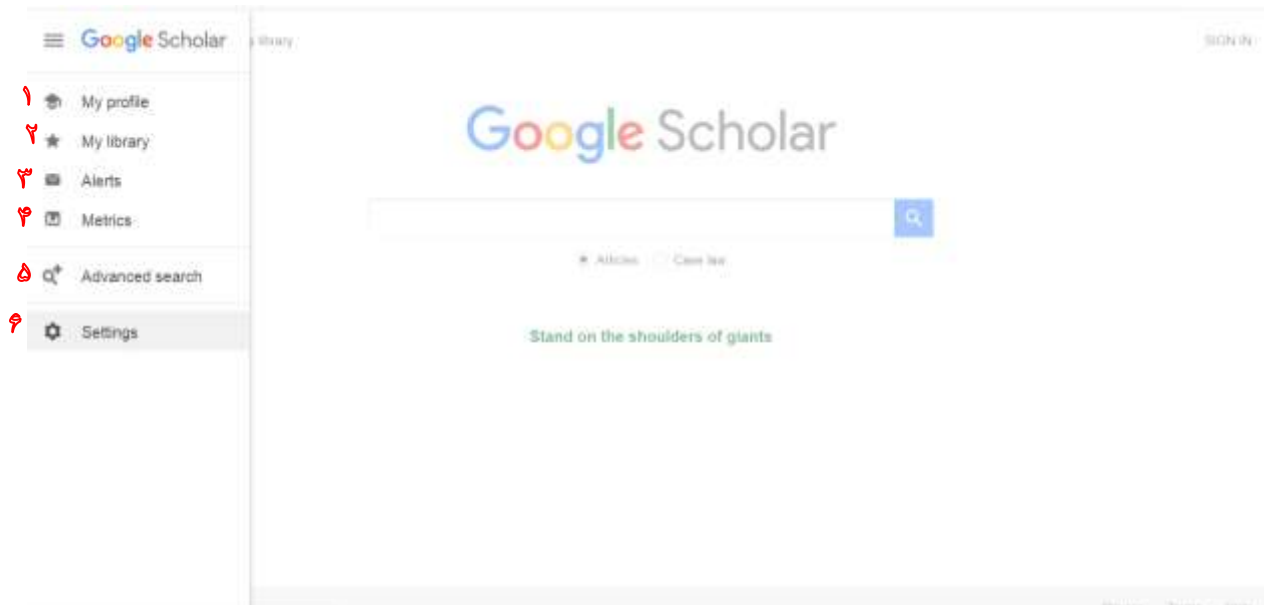 Google Scholar
library
SIGN IN
۱ My profile
۲ My library
۳ Alerts
۴ Metrics
۵ Advanced search
۶ Settings
Google Scholar
Articles Case law
Stand on the shoulders of giants